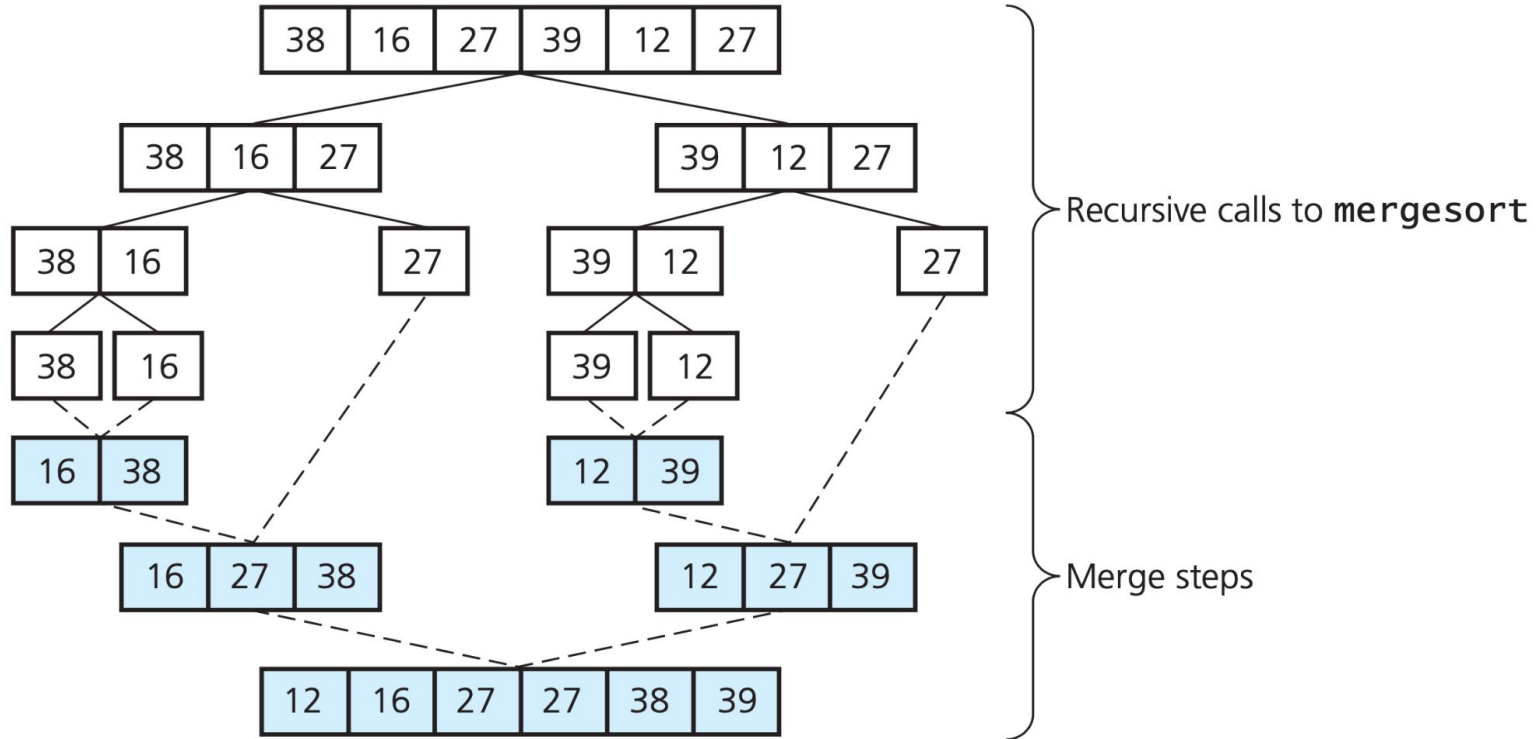 38 16 27 39 12 27
38 16 27 39 12 27
38 16 27 39 12 27
Recursive calls to mergesort
38 16 39 12
16 38 12 39
16 27 38 12 27 39
Merge steps
12 16 27 27 38 39